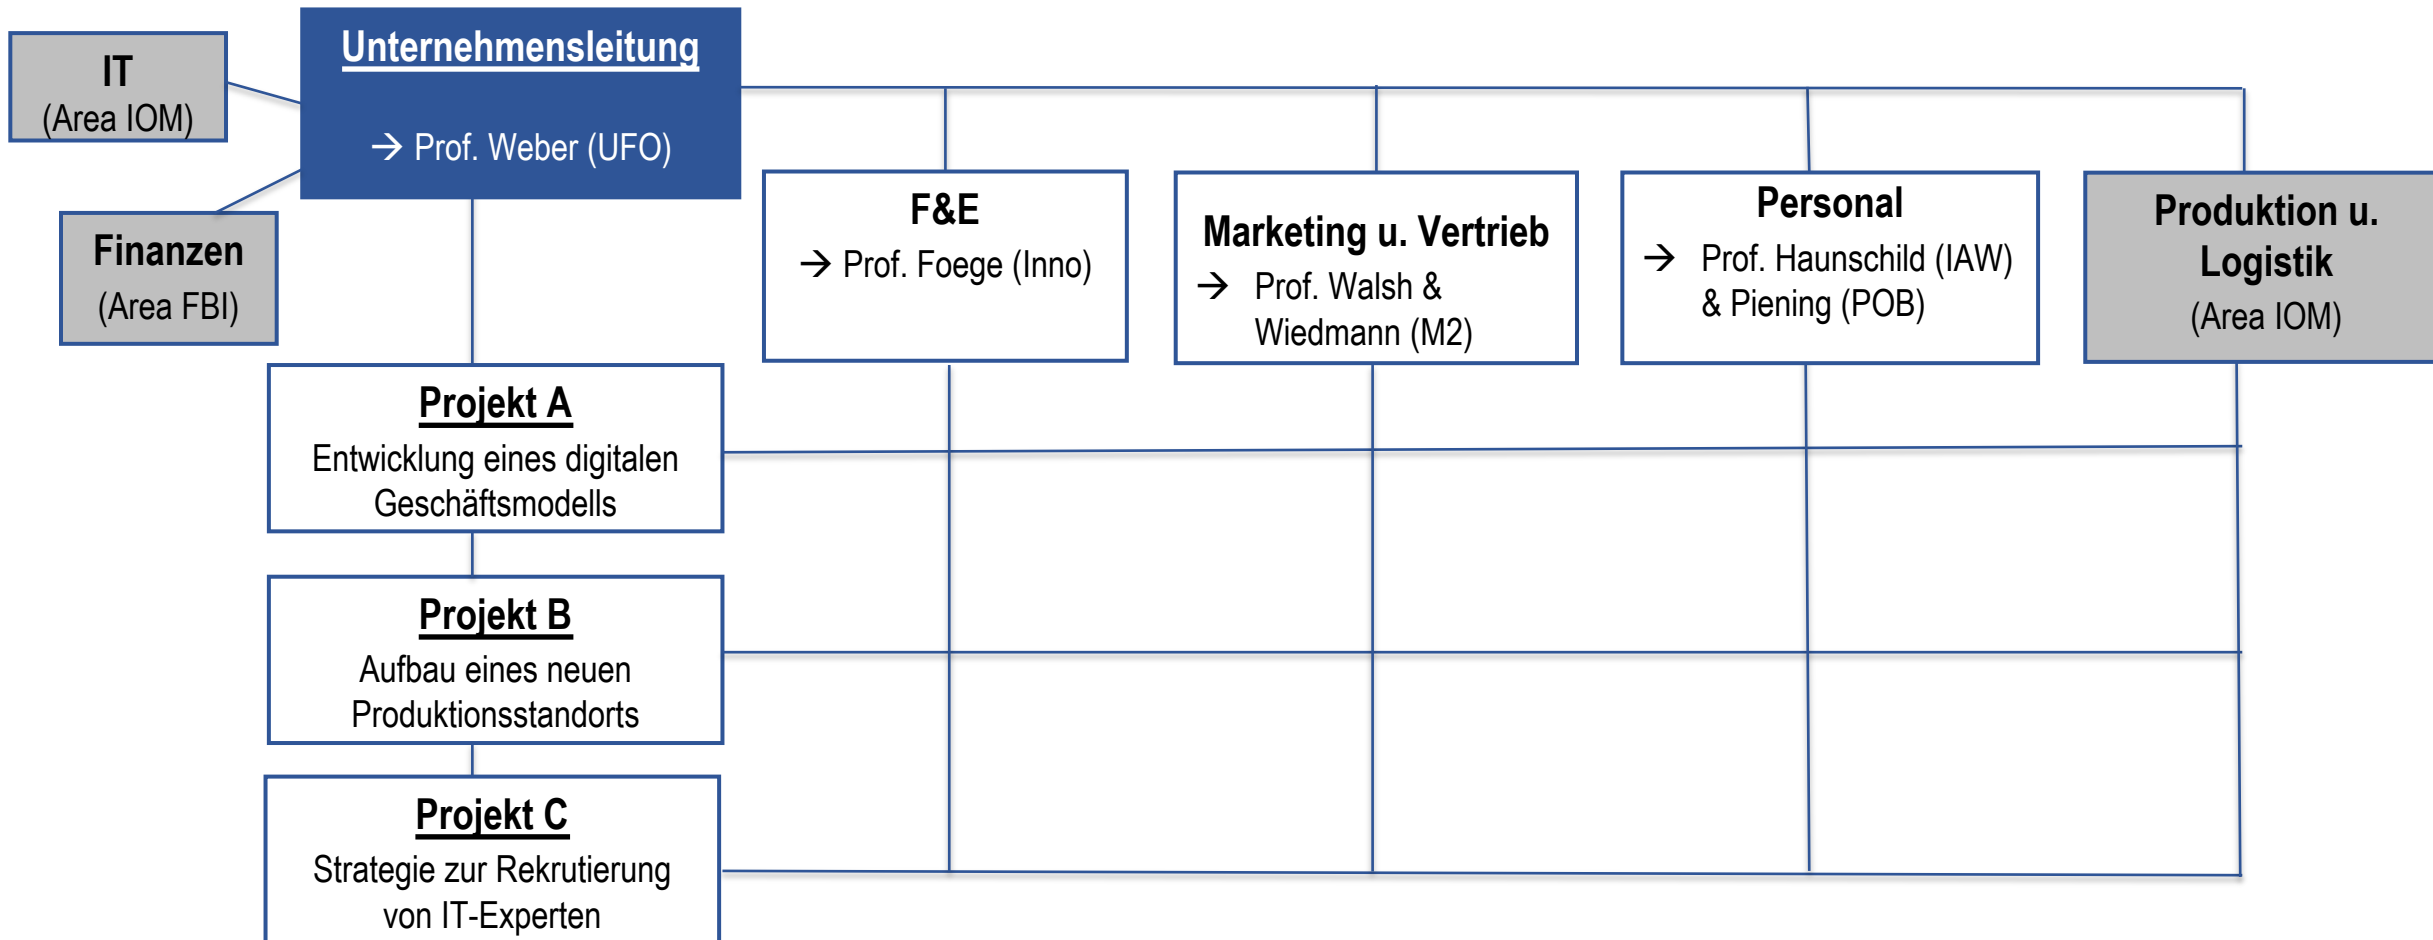 IT
(Area IOM)
Unternehmensleitung
→ Prof. Weber (UFO)
Finanzen
(Area FBI)
F&E
→ Prof. Foege (Inno)
Marketing u. Vertrieb
→ Prof. Walsh &
Wiedmann (M2)
Personal
→ Prof. Haunschild (IAW)
& Piening (POB)
Produktion u.
Logistik
(Area IOM)
Projekt A
Entwicklung eines digitalen
Geschäftsmodells
Projekt B
Aufbau eines neuen
Produktionsstandorts
Projekt C
Strategie zur Rekrutierung
von IT-Experten